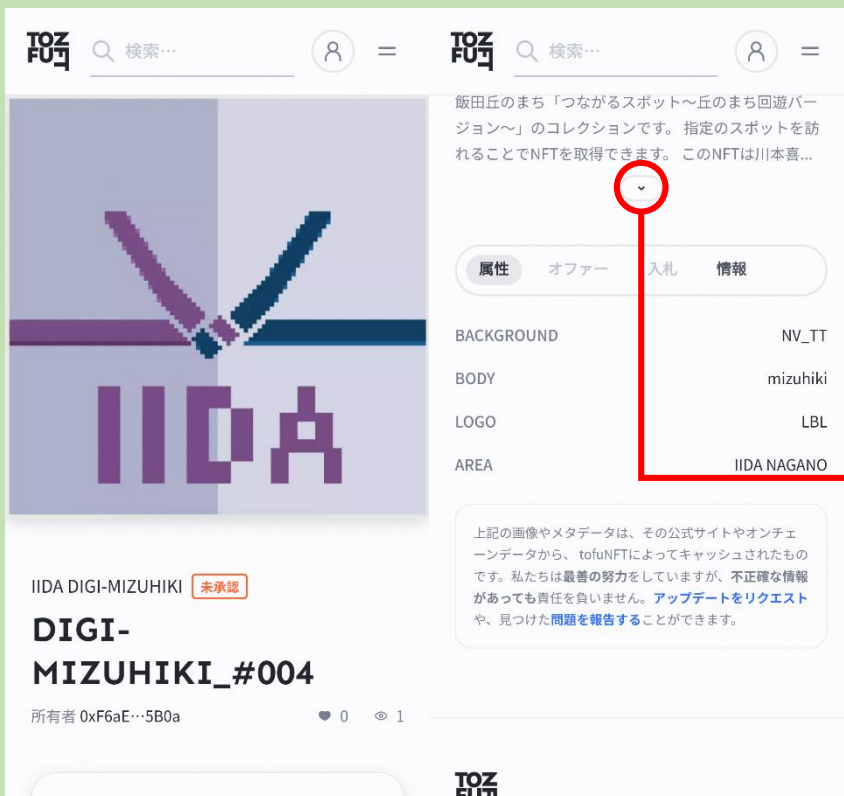 TOZ
FUT
検索…
IIDA
IIDA DIGI-MIZUHIKI 未承認
DIGI-
MIZUHIKI_#004
所有者 0xF6aE…5B0a 0 1
TOZ
FUT
検索…
飯田丘のまち「つながるスポット〜丘のまち回遊バー
ジョン〜」のコレクションです。 指定のスポットを訪
れることでNFTを取得できます。 このNFTは川本喜...
属性 オファー 入札 情報
BACKGROUND NV_TT
BODY mizuhiki
LOGO LBL
AREA IIDA NAGANO
上記の画像やメタデータは、その公式サイトやオンチェ
ーンデータから、 tofuNFTによってキャッシュされたもの
です。私たちは最善の努力をしていますが、不正確な情報
があっても責任を負いません。アップデートをリクエスト
や、見つけた問題を報告することができます。
TOZ